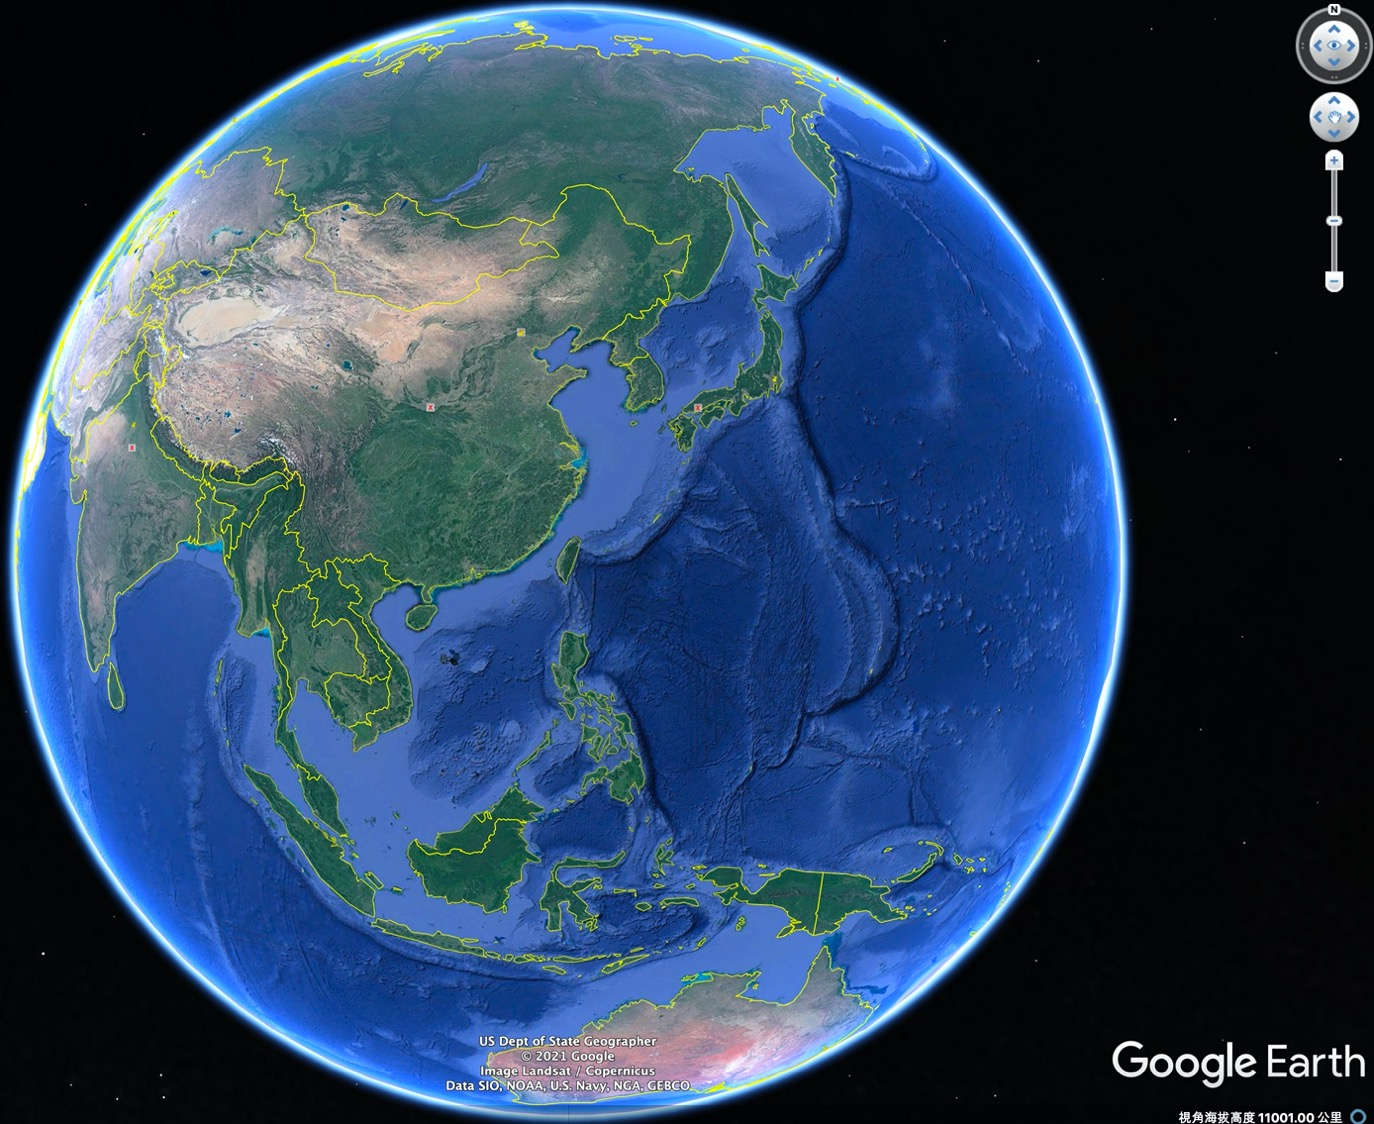 N
US Dept of State Geographer
© 2021 Google
Image Landsat / Copernicus
Data SIO, NOAA, U.S. Navy, NGA, GEBCO
Google Earth
視角海拔高度 11001.00 公里